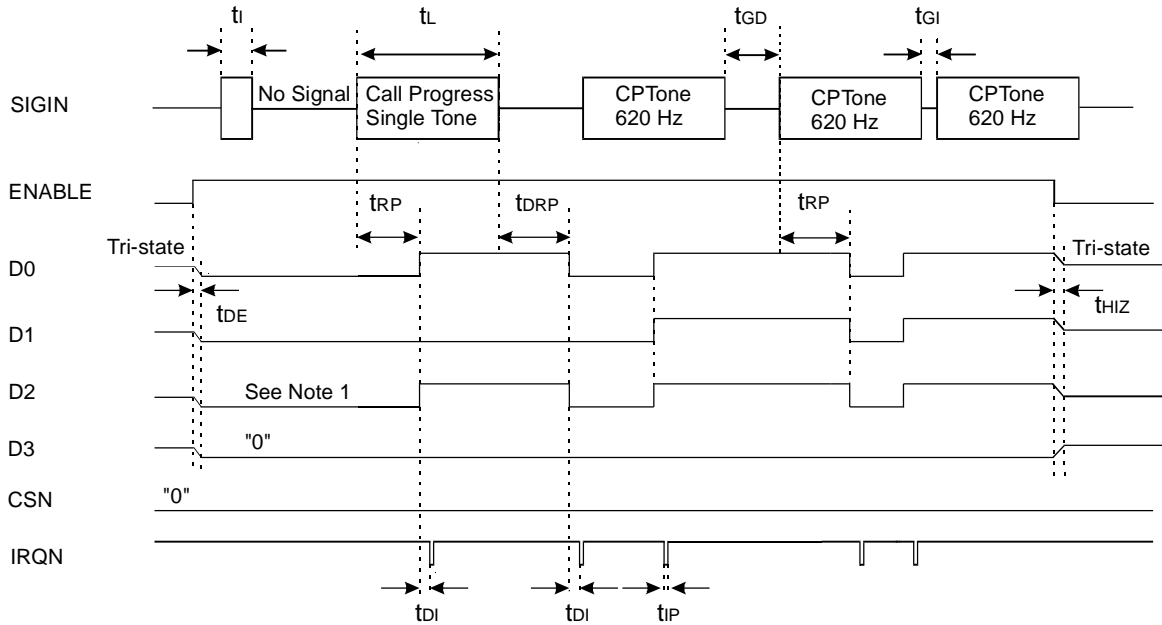 tI
tL
tGD
tGI
SIGIN
No Signal
Call Progress
Single Tone
CPTone
620 Hz
CPTone
620 Hz
CPTone
620 Hz
ENABLE
tRP
tDRP
tRP
Tri-state
Tri-state
D0
tDE
tHIZ
D1
D2
See Note 1
D3
"0"
CSN
"0"
IRQN
tDI
tDI
tIP